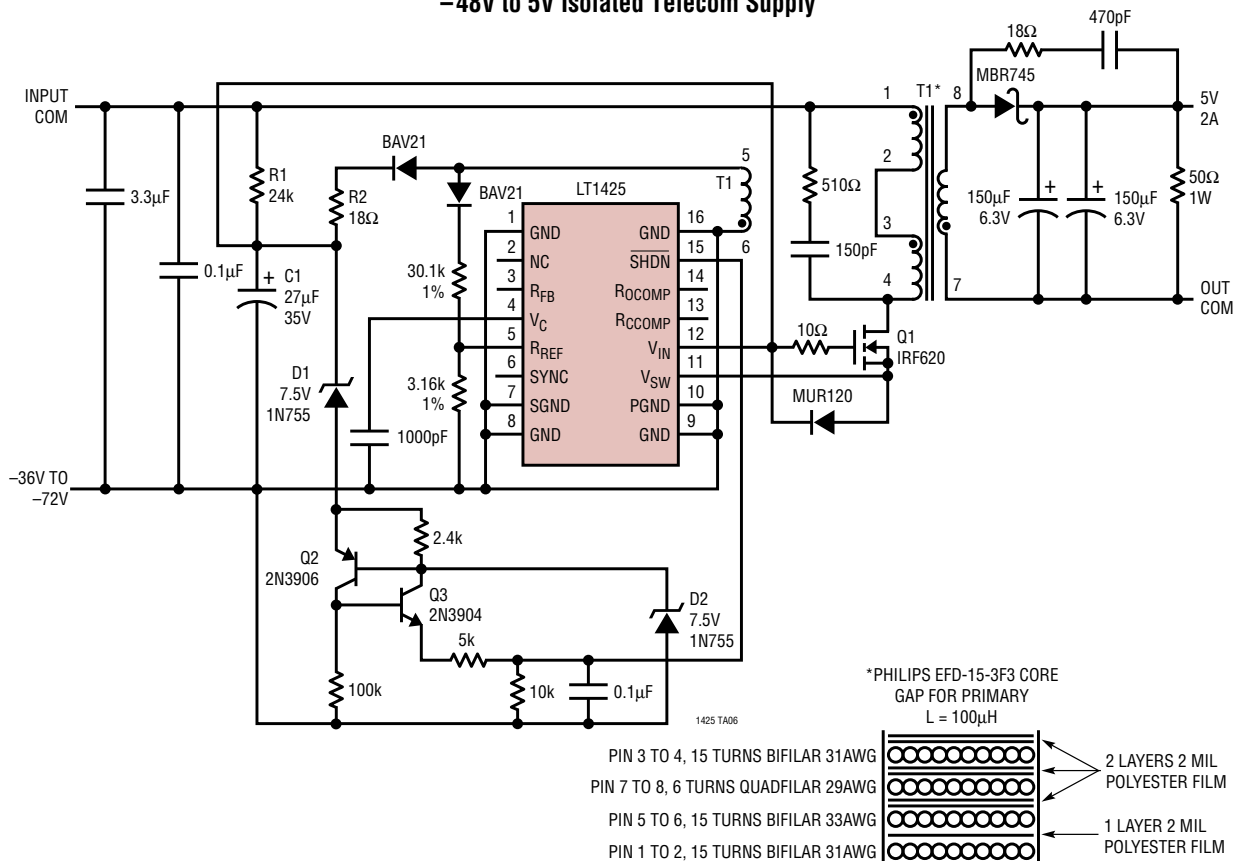 –48V to 5V Isolated Telecom Supply
INPUT
COM
3.3µF
0.1µF
R1
24k
+
C1
27µF
35V
BAV21
R2
18Ω
BAV21
30.1k
1%
3.16k
1%
D1
7.5V
1N755
1000pF
–36V TO
–72V
LT1425
1
GND
2
NC
3
RFB
4
VC
5
RREF
6
SYNC
7
SGND
8
GND
16
GND
15
SHDN
14
ROCOMP
13
RCCOMP
12
VIN
11
VSW
10
PGND
9
GND
T1
5
6
510Ω
150pF
10Ω
MUR120
Q1
IRF620
1
2
3
4
T1*
8
7
18Ω
470pF
MBR745
150µF
6.3V
+
+
150µF
6.3V
50Ω
1W
5V
2A
OUT
COM
Q2
2N3906
2.4k
Q3
2N3904
5k
100k
10k
0.1µF
D2
7.5V
1N755
1425 TA06
*PHILIPS EFD-15-3F3 CORE
GAP FOR PRIMARY
L = 100µH
PIN 3 TO 4, 15 TURNS BIFILAR 31AWG
PIN 7 TO 8, 6 TURNS QUADFILAR 29AWG
PIN 5 TO 6, 15 TURNS BIFILAR 33AWG
PIN 1 TO 2, 15 TURNS BIFILAR 31AWG
2 LAYERS 2 MIL
POLYESTER FILM
1 LAYER 2 MIL
POLYESTER FILM